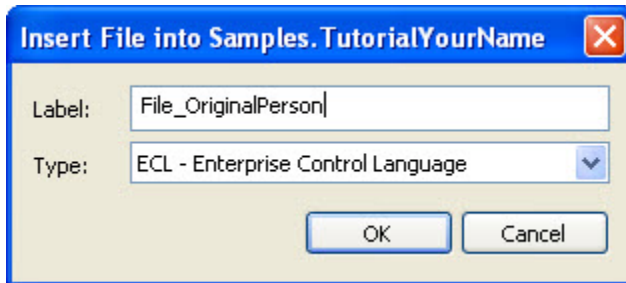 Insert File into Samples.TutorialYourName
Label: File_OriginalPerson
Type: ECL - Enterprise Control Language
OK Cancel